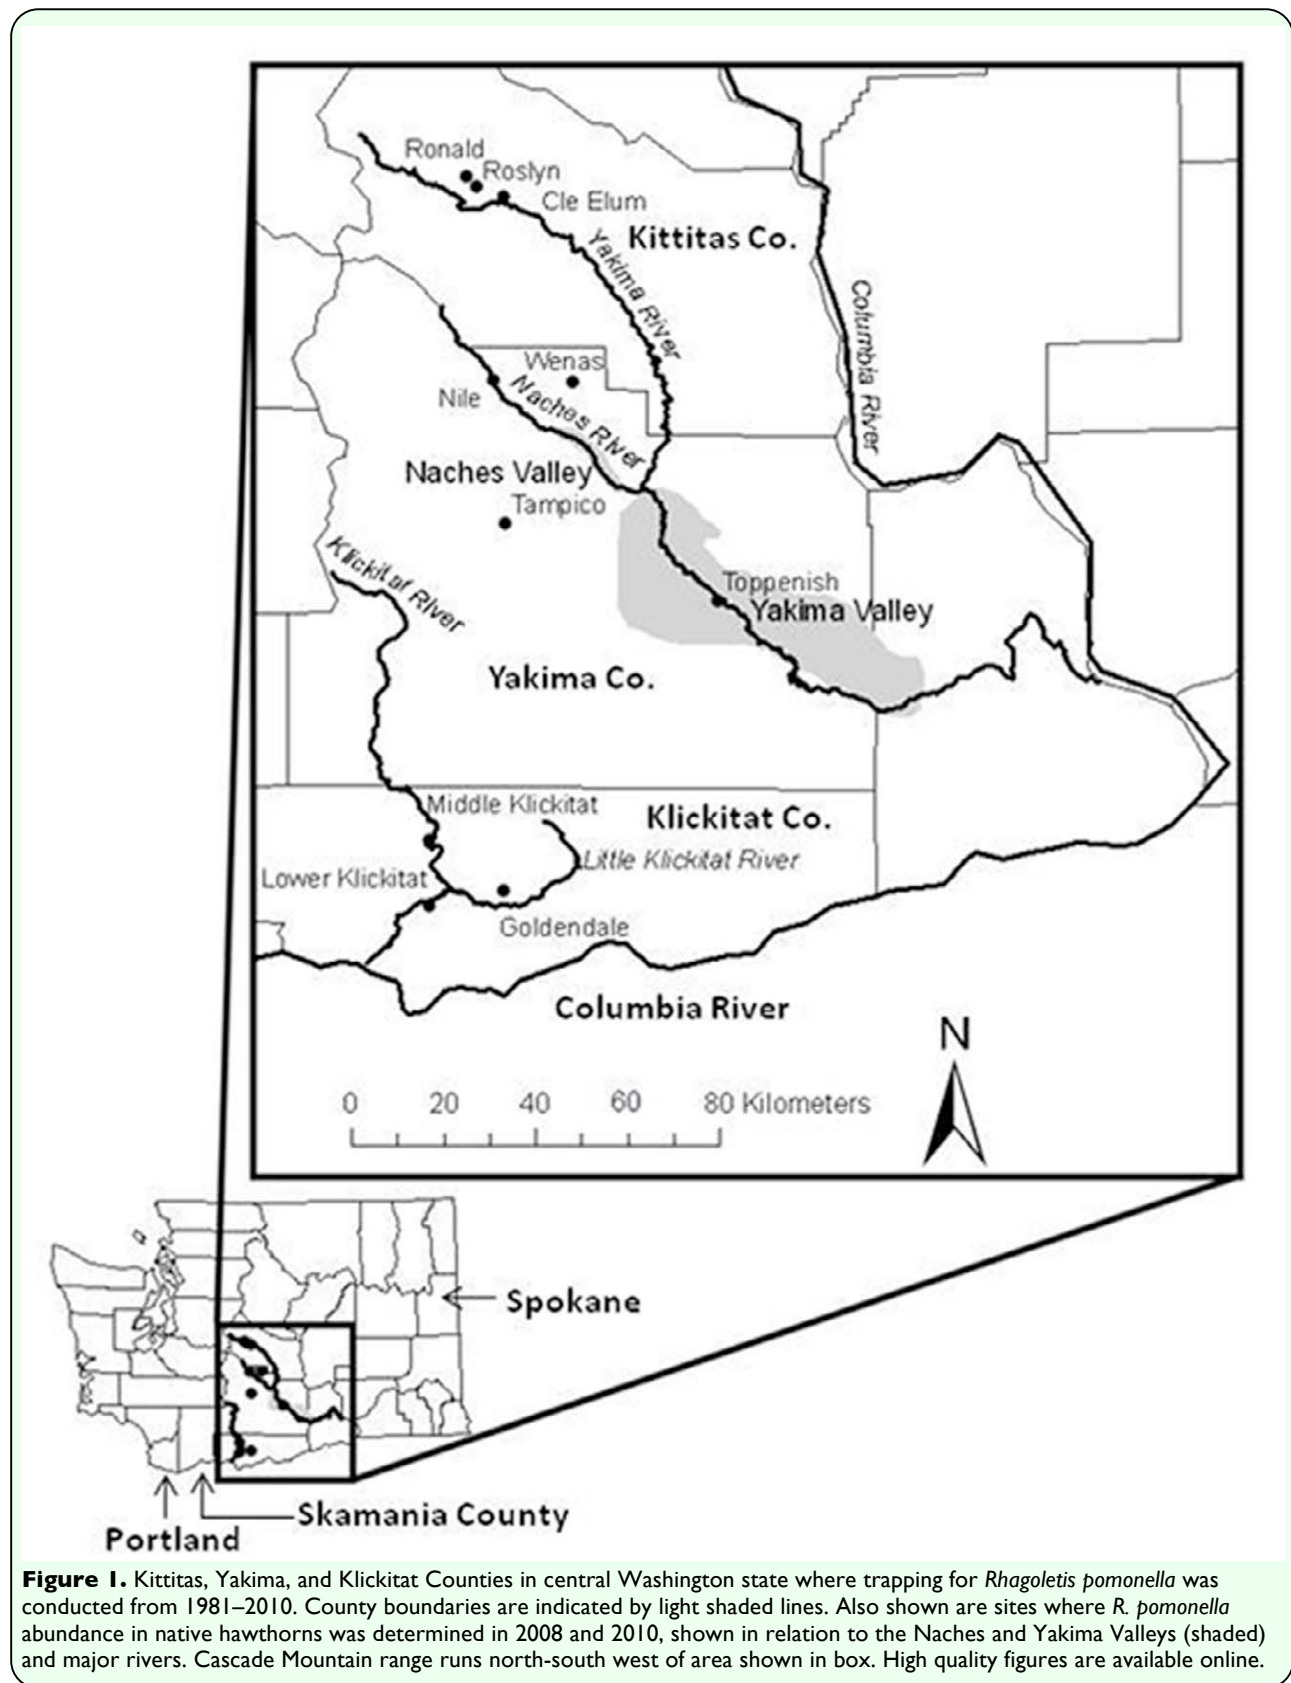 Ronald
Roslyn
Cle Elum
Kittitas Co.
Yakima River
Columbia River
Wenas
Nile
Naches River
Naches Valley
Tampico
Klickitat River
Toppenish
Yakima Valley
Yakima Co.
Middle Klickitat
Klickitat Co.
Little Klickitat River
Lower Klickitat
Goldendale
Columbia River
N
0 20 40 60 80 Kilometers
Spokane
Skamania County
Portland
Figure 1. Kittitas, Yakima, and Klickitat Counties in central Washington state where trapping for Rhagoletis pomonella was
conducted from 1981–2010. County boundaries are indicated by light shaded lines. Also shown are sites where R. pomonella
abundance in native hawthorns was determined in 2008 and 2010, shown in relation to the Naches and Yakima Valleys (shaded)
and major rivers. Cascade Mountain range runs north-south west of area shown in box. High quality figures are available online.